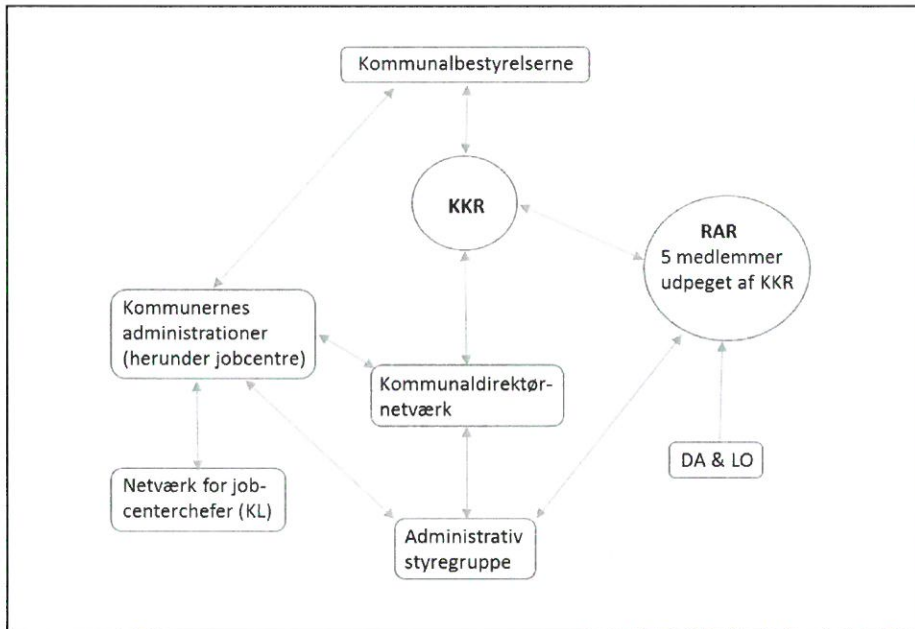 Kommunalbestyrelserne
KKR
RAR
5 medlemmer
udpeget af KKR
Kommunernes
administrationer
(herunder jobcentre)
Kommunaldirektør-
netværk
DA & LO
Netværk for job-
centerchefer (KL)
Administrativ
styregruppe